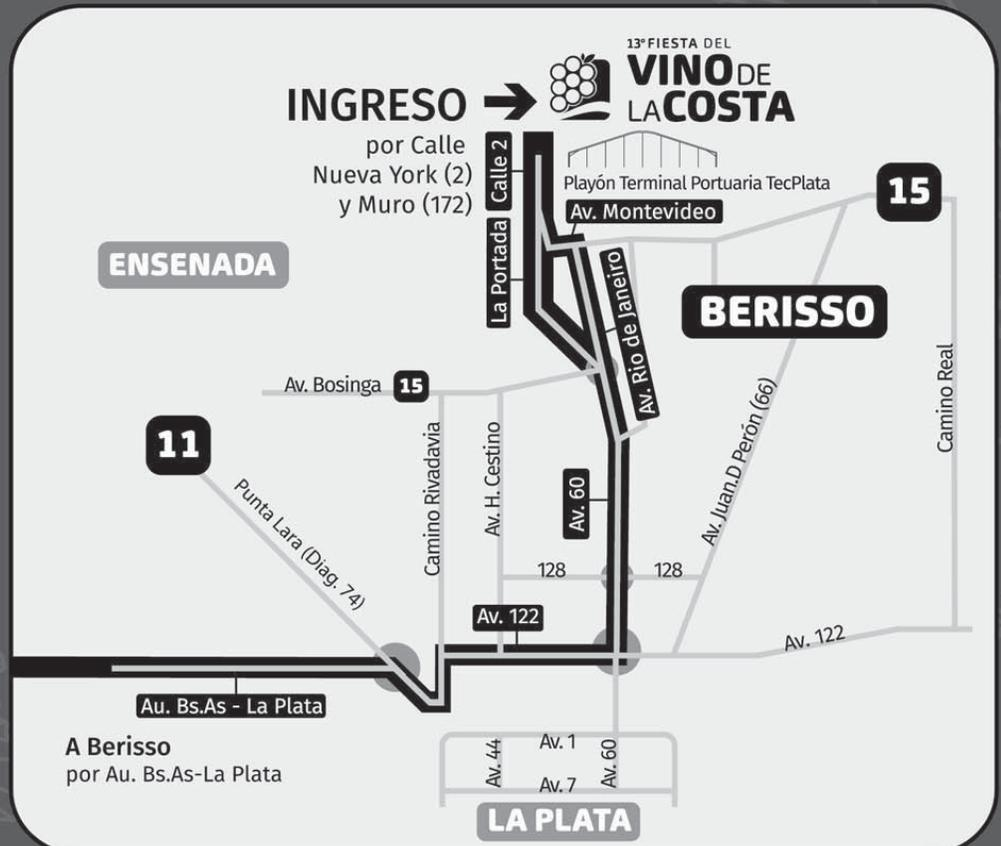 13º FIESTA DEL
VINO DE
LA COSTA
INGRESO
por Calle
Nueva York (2)
y Muro (172)
Calle 2
Playón Terminal Portuaria TecPlata
15
Av. Montevideo
La Portada
ENSENADA
Av. Rio de Janeiro
BERISSO
Av. Bosinga
15
11
Camino Real
Av. Juan.D Perón (66)
Camino Rivadavia
Av. H. Cestino
Av. 60
Punta Lara (Diag. 74)
128
128
Av. 122
Av. 122
Au. Bs.As - La Plata
A Berisso
por Au. Bs.As-La Plata
Av. 44
Av. 1
Av. 60
Av. 7
LA PLATA